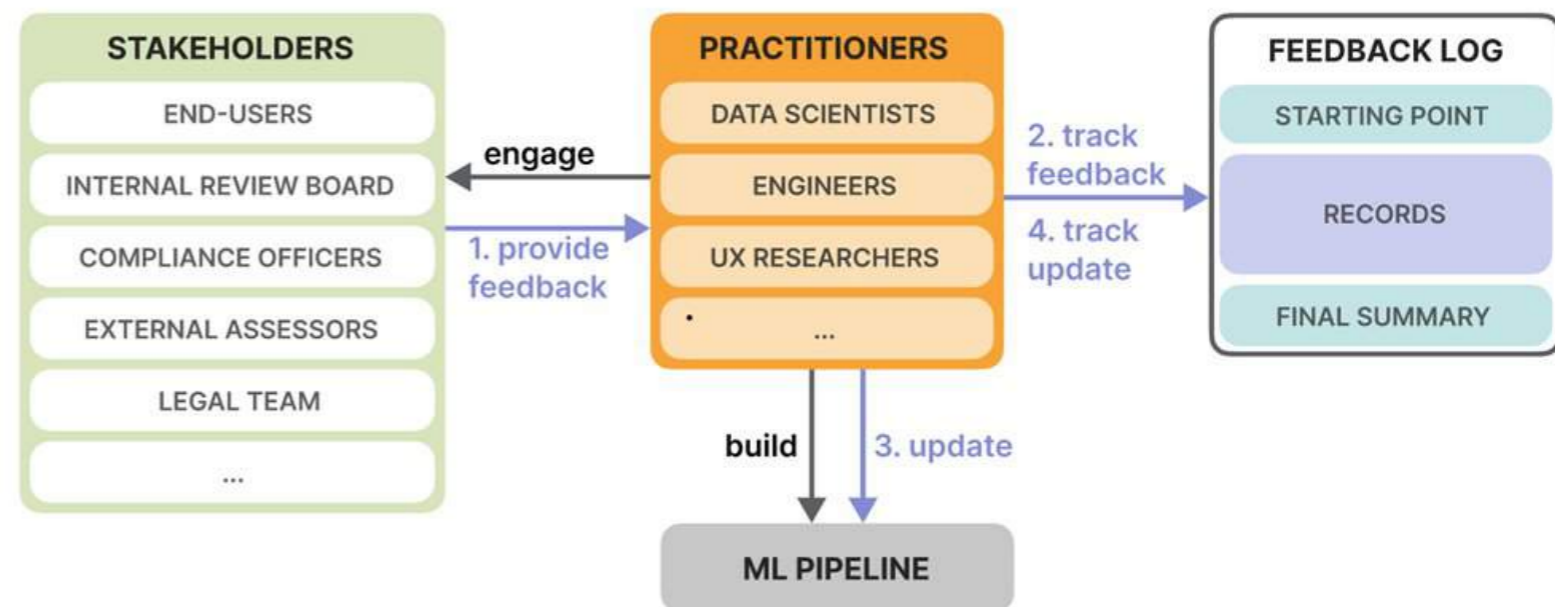 STAKEHOLDERS
END-USERS
INTERNAL REVIEW BOARD
COMPLIANCE OFFICERS
EXTERNAL ASSESSORS
LEGAL TEAM
...
engage
1. provide
feedback
PRACTITIONERS
DATA SCIENTISTS
ENGINEERS
UX RESEARCHERS
...
build
3. update
ML PIPELINE
2. track
feedback
4. track
update
FEEDBACK LOG
STARTING POINT
RECORDS
FINAL SUMMARY